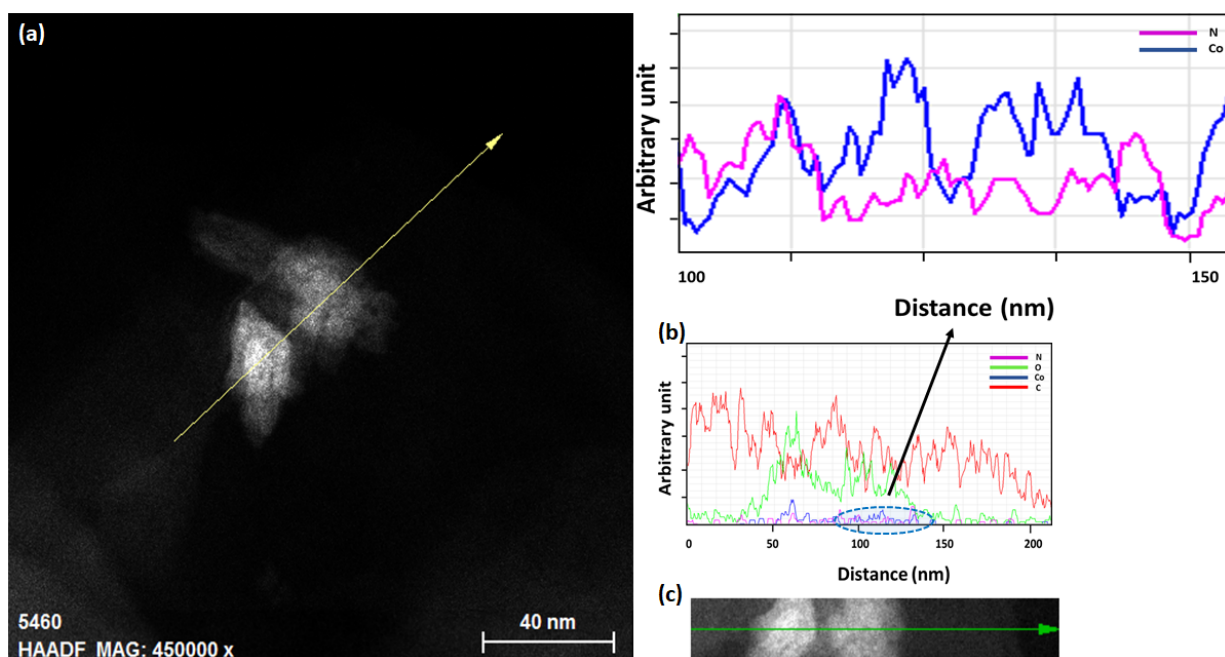 (a)
5460
HAADF MAG: 450000 x
40 nm
N
Co
Arbitrary unit
100
150
Distance (nm)
(b)
N
O
Co
C
Arbitrary unit
0
50
100
150
200
Distance (nm)
(c)